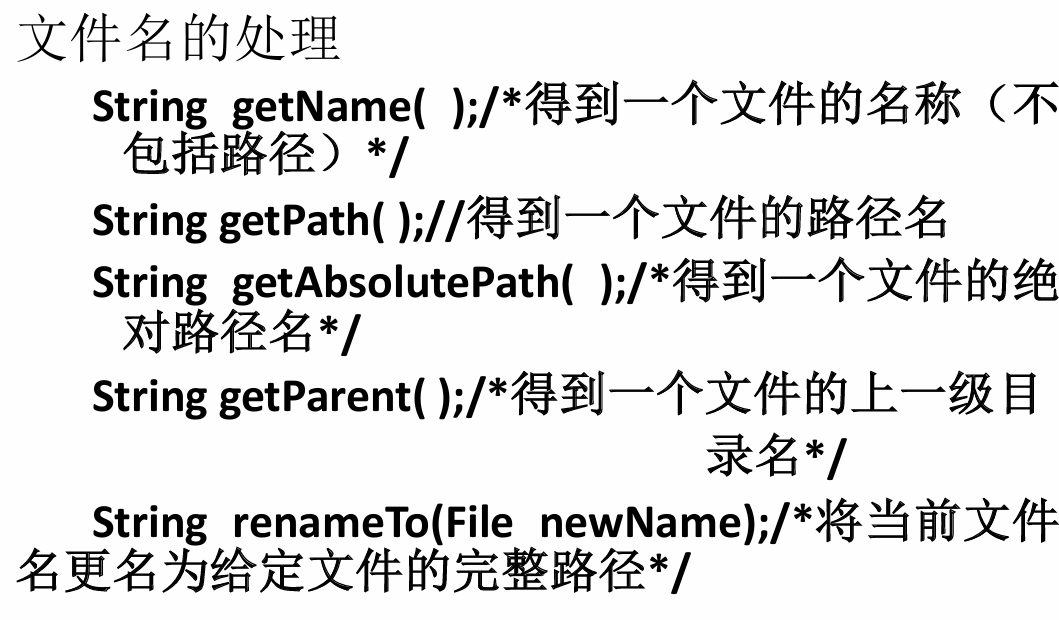 文件名的处理
String getName( );/*得到一个文件的名称（不
包括路径）*/
String getPath( );//得到一个文件的路径名
String getAbsolutePath( );/*得到一个文件的绝
对路径名*/
String getParent( );/*得到一个文件的上一级目
录名*/
String renameTo(File newName);/*将当前文件
名更名为给定文件的完整路径*/